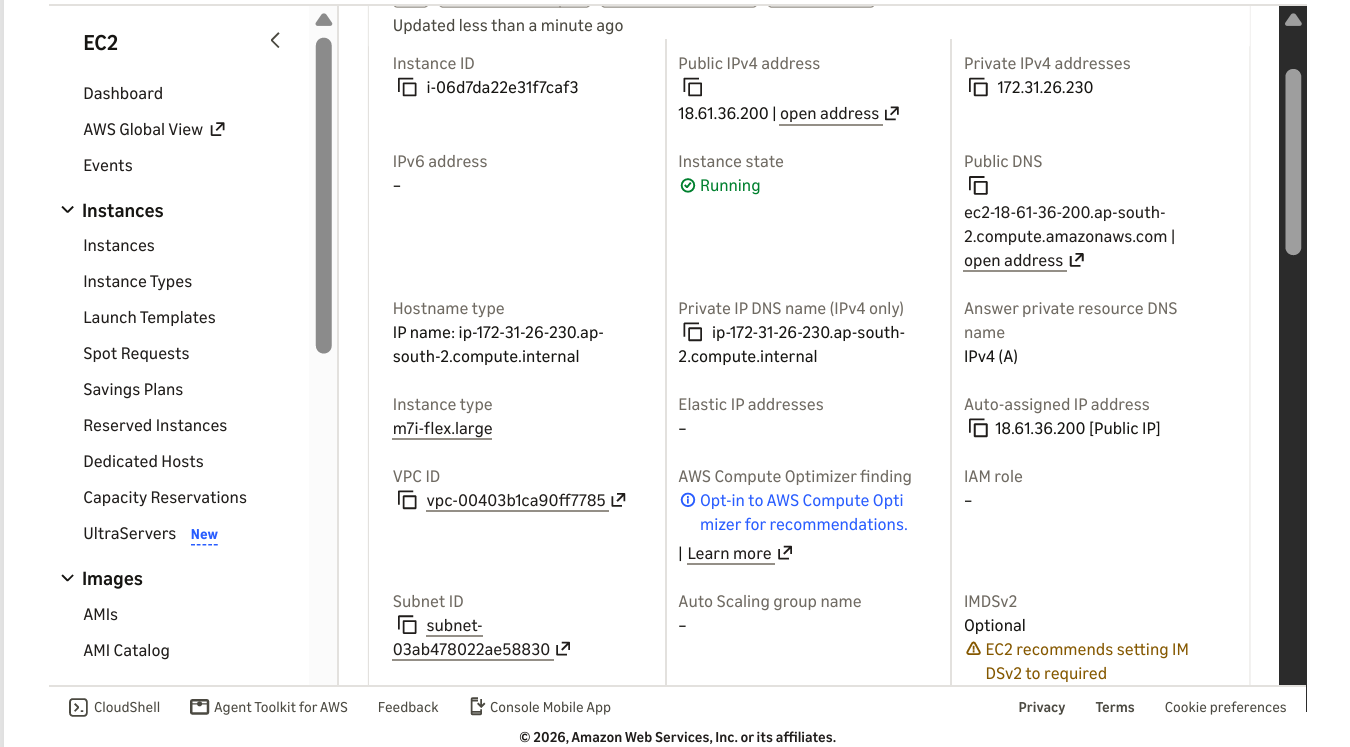 EC2
Dashboard
AWS Global View
Events
Instances
Instances
Instance Types
Launch Templates
Spot Requests
Savings Plans
Reserved Instances
Dedicated Hosts
Capacity Reservations
UltraServers New
Images
AMIs
AMI Catalog
Updated less than a minute ago
Instance ID
i-06d7da22e31f7caf3
Public IPv4 address
18.61.36.200 | open address
Private IPv4 addresses
172.31.26.230
IPv6 address
–
Instance state
Running
Public DNS
ec2-18-61-36-200.ap-south-
2.compute.amazonaws.com |
open address
Hostname type
IP name: ip-172-31-26-230.ap-
south-2.compute.internal
Private IP DNS name (IPv4 only)
ip-172-31-26-230.ap-south-
2.compute.internal
Answer private resource DNS
name
IPv4 (A)
Instance type
m7i-flex.large
Elastic IP addresses
–
Auto-assigned IP address
18.61.36.200 [Public IP]
VPC ID
vpc-00403b1ca90ff7785
AWS Compute Optimizer finding
Opt-in to AWS Compute Opti
mizer for recommendations.
| Learn more
IAM role
–
Subnet ID
subnet-
03ab478022ae58830
Auto Scaling group name
–
IMDSv2
Optional
EC2 recommends setting IM
DSv2 to required
CloudShell
Agent Toolkit for AWS
Feedback
Console Mobile App
Privacy
Terms
Cookie preferences
© 2026, Amazon Web Services, Inc. or its affiliates.